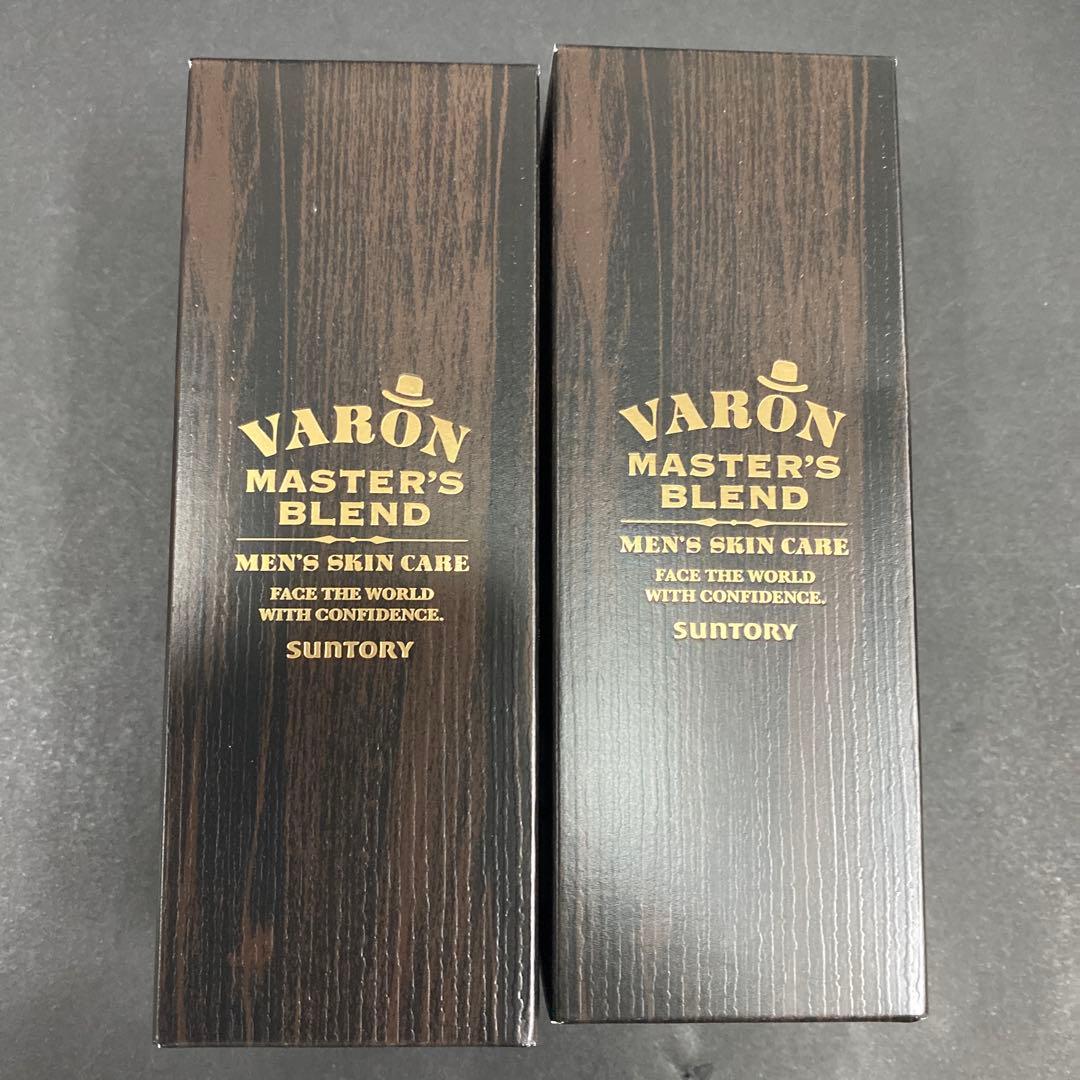 VARON
MASTER'S
BLEND
MEN'S SKIN CARE
FACE THE WORLD
WITH CONFIDENCE.
SUNTORY
VARON
MASTER'S
BLEND
MEN'S SKIN CARE
FACE THE WORLD
WITH CONFIDENCE.
SUNTORY